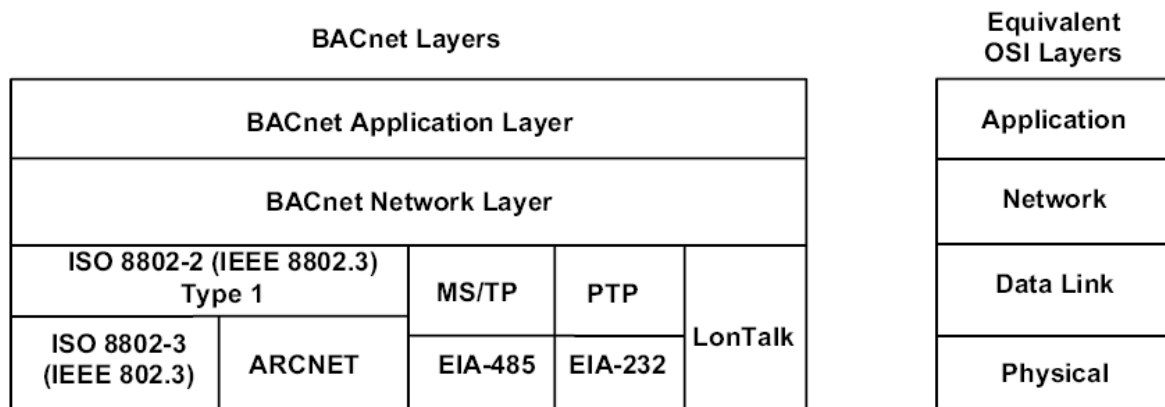 BACnet Layers
Equivalent
OSI Layers
BACnet Application Layer
Application
BACnet Network Layer
Network
ISO 8802-2 (IEEE 8802.3)
Type 1
MS/TP
PTP
LonTalk
Data Link
ISO 8802-3
(IEEE 802.3)
ARCNET
EIA-485
EIA-232
Physical